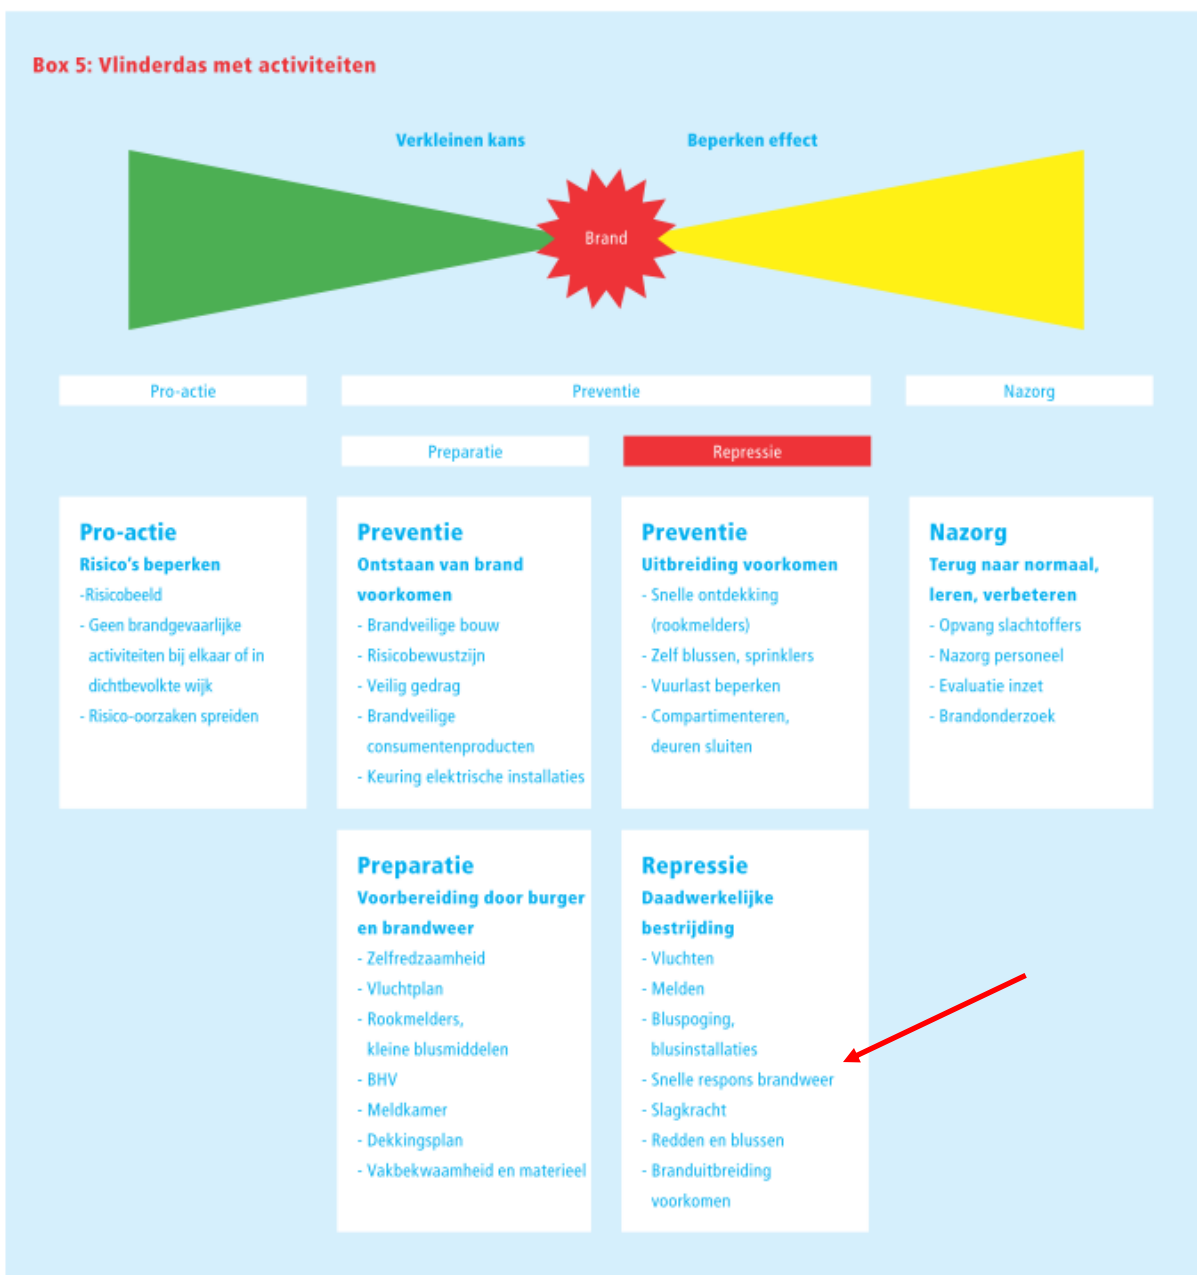 Box 5: Vlinderdas met activiteiten
Verkleinen kans
Beperken effect
Brand
Pro-actie
Preventie
Nazorg
Preparatie
Repressie
Pro-actie
Risico's beperken
-Risicobeeld
- Geen brandgevaarlijke
activiteiten bij elkaar of in
dichtbevolkte wijk
- Risico-oorzaken spreiden
Preventie
Ontstaan van brand
voorkomen
- Brandveilige bouw
- Risicobewustzijn
- Veilig gedrag
- Brandveilige
consumentenproducten
- Keuring elektrische installaties
Preventie
Uitbreiding voorkomen
- Snelle ontdekking
(rookmelders)
- Zelf blussen, sprinklers
- Vuurlast beperken
- Compartimenteren,
deuren sluiten
Nazorg
Terug naar normaal,
leren, verbeteren
- Opvang slachtoffers
- Nazorg personeel
- Evaluatie inzet
- Brandonderzoek
Preparatie
Voorbereiding door burger
en brandweer
- Zelfredzaamheid
- Vluchtplan
- Rookmelders,
kleine blusmiddelen
- BHV
- Meldkamer
- Dekkingsplan
- Vakbekwaamheid en materieel
Repressie
Daadwerkelijke
bestrijding
- Vluchten
- Melden
- Bluspoging,
blusinstallaties
- Snelle respons brandweer
- Slagkracht
- Redden en blussen
- Branduitbreiding
voorkomen